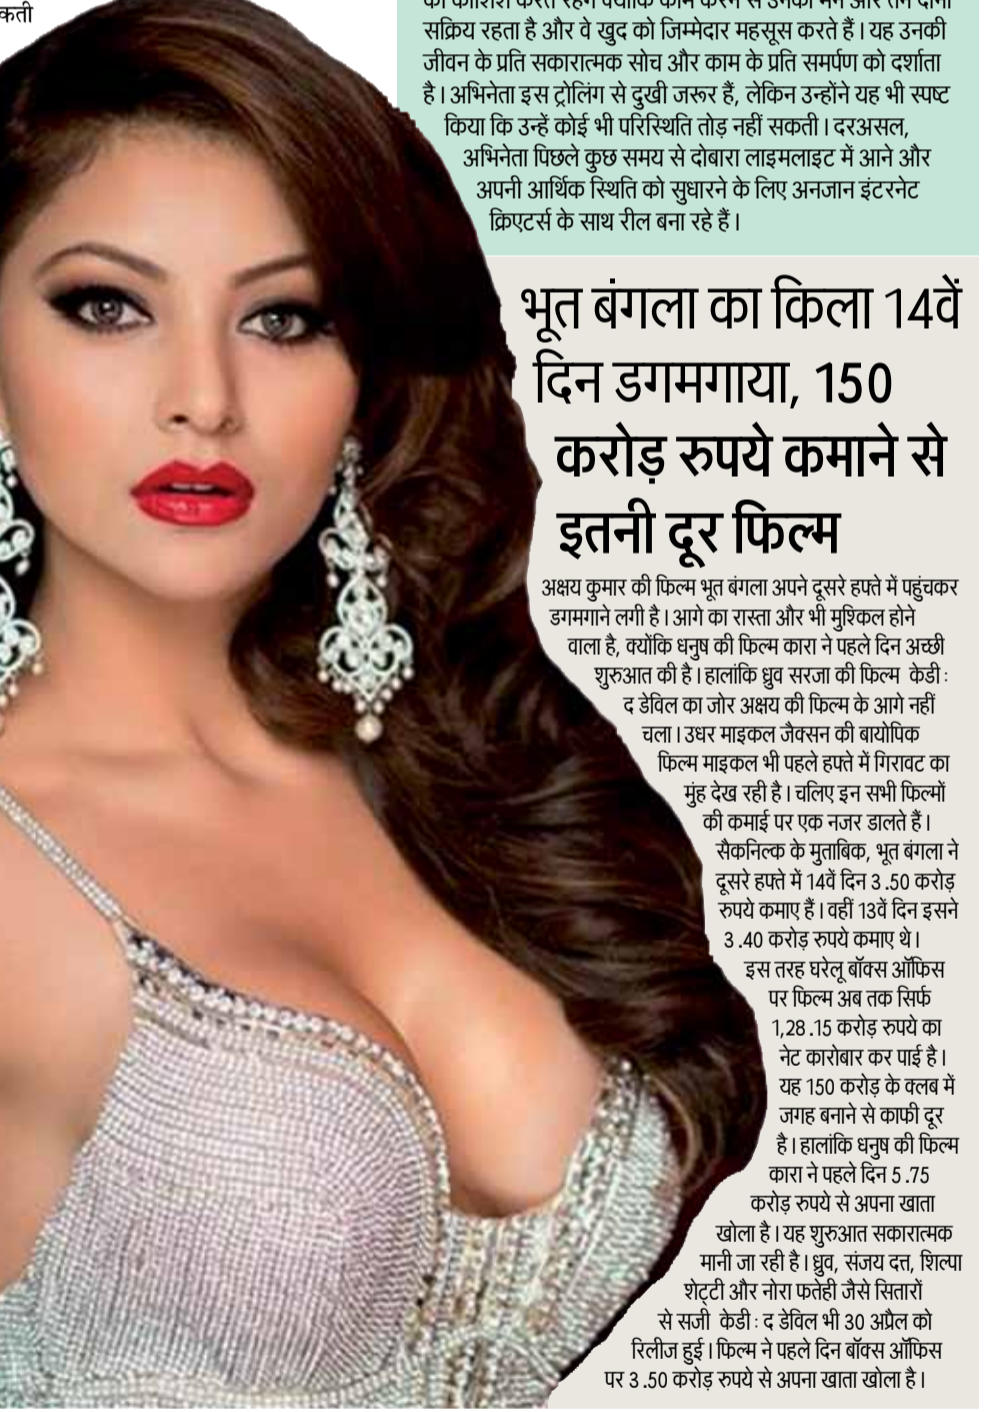 कती
की कोशिश करते रहेंगे क्योंकि काम करने से उनका मन और तन दोनों
सक्रिय रहता है और वे खुद को जिम्मेदार महसूस करते हैं। यह उनकी
जीवन के प्रति सकारात्मक सोच और काम के प्रति समर्पण को दर्शाता
है। अभिनेता इस ट्रोलिंग से दुखी जरूर हैं, लेकिन उन्होंने यह भी स्पष्ट
किया कि उन्हें कोई भी परिस्थिति तोड़ नहीं सकती। दरअसल,
अभिनेता पिछले कुछ समय से दोबारा लाइमलाइट में आने और
अपनी आर्थिक स्थिति को सुधारने के लिए अनजान इंटरनेट
क्रिएटर्स के साथ रील बना रहे हैं।
भूत बंगला का किला 14वें
दिन डगमगाया, 150
करोड़ रुपये कमाने से
इतनी दूर फिल्म
अक्षय कुमार की फिल्म भूत बंगला अपने दूसरे हफ्ते में पहुंचकर
डगमगाने लगी है। आगे का रास्ता और भी मुश्किल होने
वाला है, क्योंकि धनुष की फिल्म कारा ने पहले दिन अच्छी
शुरुआत की है। हालांकि ध्रुव सरजा की फिल्म केडी:
द डेविल का जोर अक्षय की फिल्म के आगे नहीं
चला। उधर माइकल जैक्सन की बायोपिक
फिल्म माइकल भी पहले हफ्ते में गिरावट का
मुंह देख रही है। चलिए इन सभी फिल्मों
की कमाई पर एक नजर डालते हैं।
सैकनिल्क के मुताबिक, भूत बंगला ने
दूसरे हफ्ते में 14वें दिन 3.50 करोड़
रुपये कमाए हैं। वहीं 13वें दिन इसने
3.40 करोड़ रुपये कमाए थे।
इस तरह घरेलू बॉक्स ऑफिस
पर फिल्म अब तक सिर्फ
1,28.15 करोड़ रुपये का
नेट कारोबार कर पाई है।
यह 150 करोड़ के क्लब में
जगह बनाने से काफी दूर
है। हालांकि धनुष की फिल्म
कारा ने पहले दिन 5.75
करोड़ रुपये से अपना खाता
खोला है। यह शुरुआत सकारात्मक
मानी जा रही है। ध्रुव, संजय दत्त, शिल्पा
शेट्टी और नोरा फतेही जैसे सितारों
से सजी केडी: द डेविल भी 30 अप्रैल को
रिलीज हुई। फिल्म ने पहले दिन बॉक्स ऑफिस
पर 3.50 करोड़ रुपये से अपना खाता खोला है।